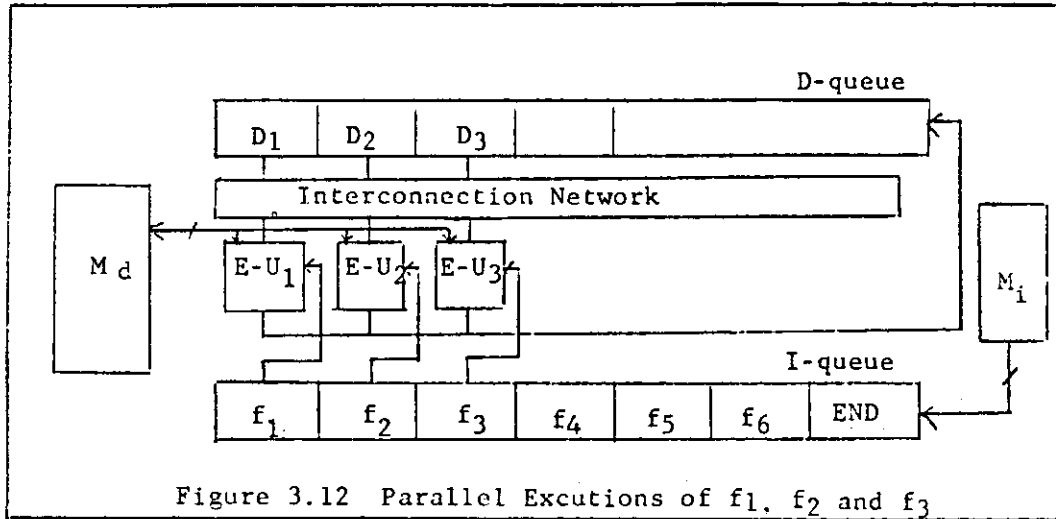 D-queue
D1 D2 D3
Interconnection Network
Md E-U1 E-U2 E-U3 Mi
I-queue
f1 f2 f3 f4 f5 f6 END
Figure 3.12 Parallel Excutions of f1, f2 and f3